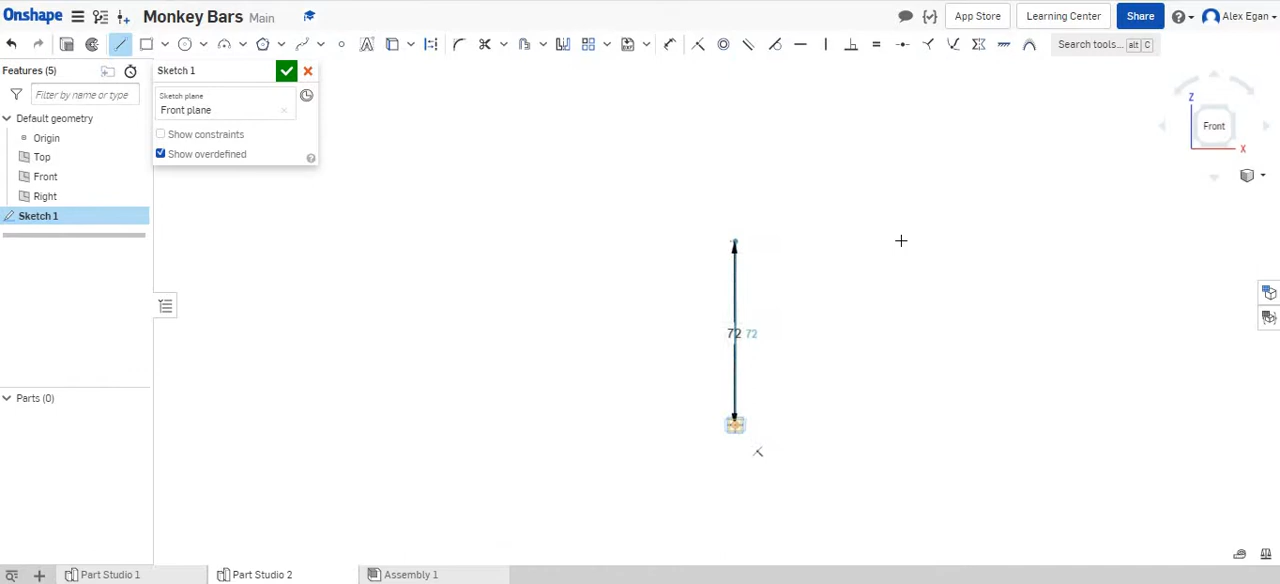 Onshape Monkey Bars Main App Store Learning Center Share Alex Egan
Search tools... alt C
Features (5) Sketch 1
Filter by name or type
Sketch plane
Front plane
Default geometry
Show constraints
Origin
Show overdefined
Top
Front
Right
Sketch 1
Z
Front
X
72 72
Parts (0)
Part Studio 1 Part Studio 2 Assembly 1